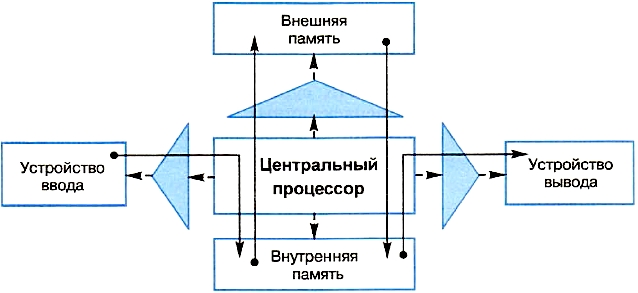 Внешняя
память
Устройство
ввода
Центральный
процессор
Устройство
вывода
Внутренняя
память